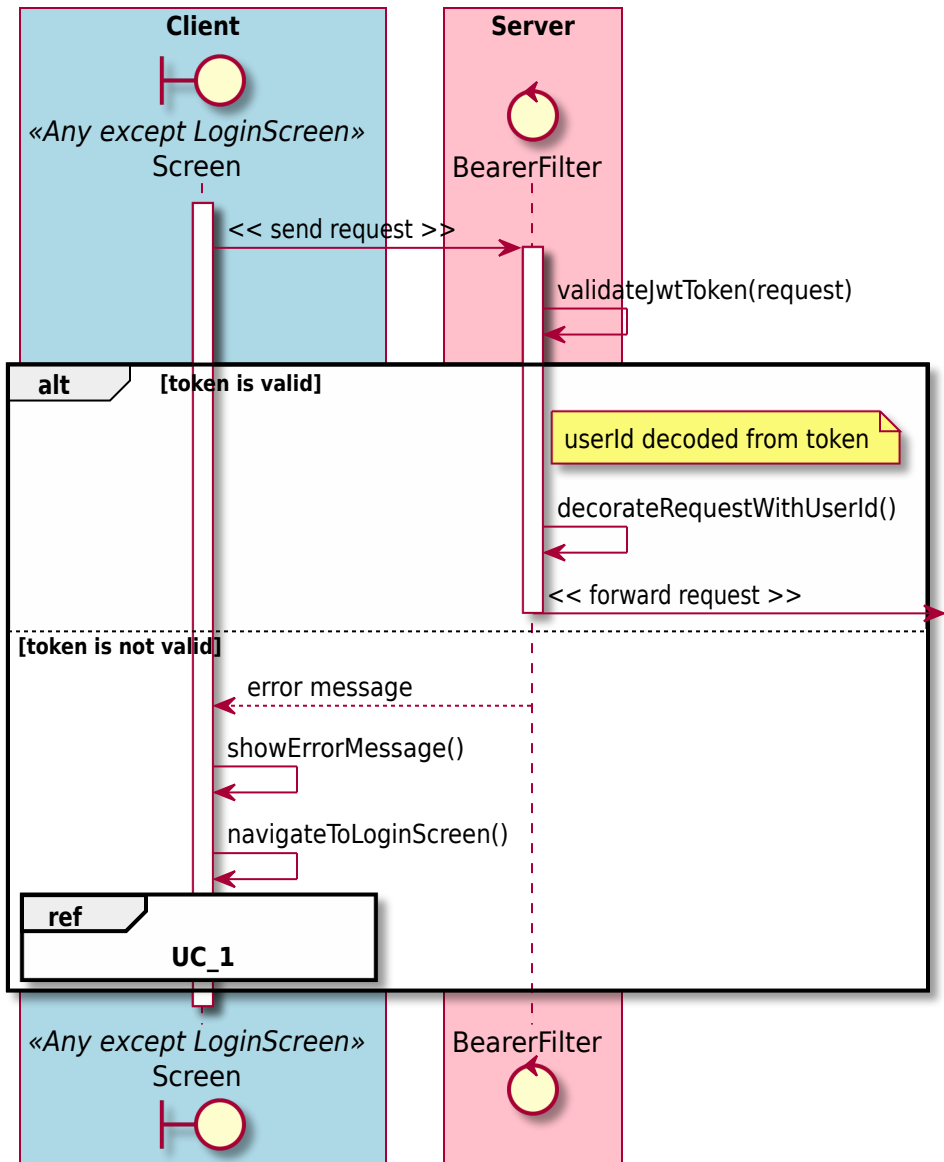 Client
Server
«Any except LoginScreen»
Screen
BearerFilter
<< send request >>
validateJwtToken(request)
alt
[token is valid]
userId decoded from token
decorateRequestWithUserId()
<< forward request >>
[token is not valid]
error message
showErrorMessage()
navigateToLoginScreen()
ref
UC_1
«Any except LoginScreen»
Screen
BearerFilter